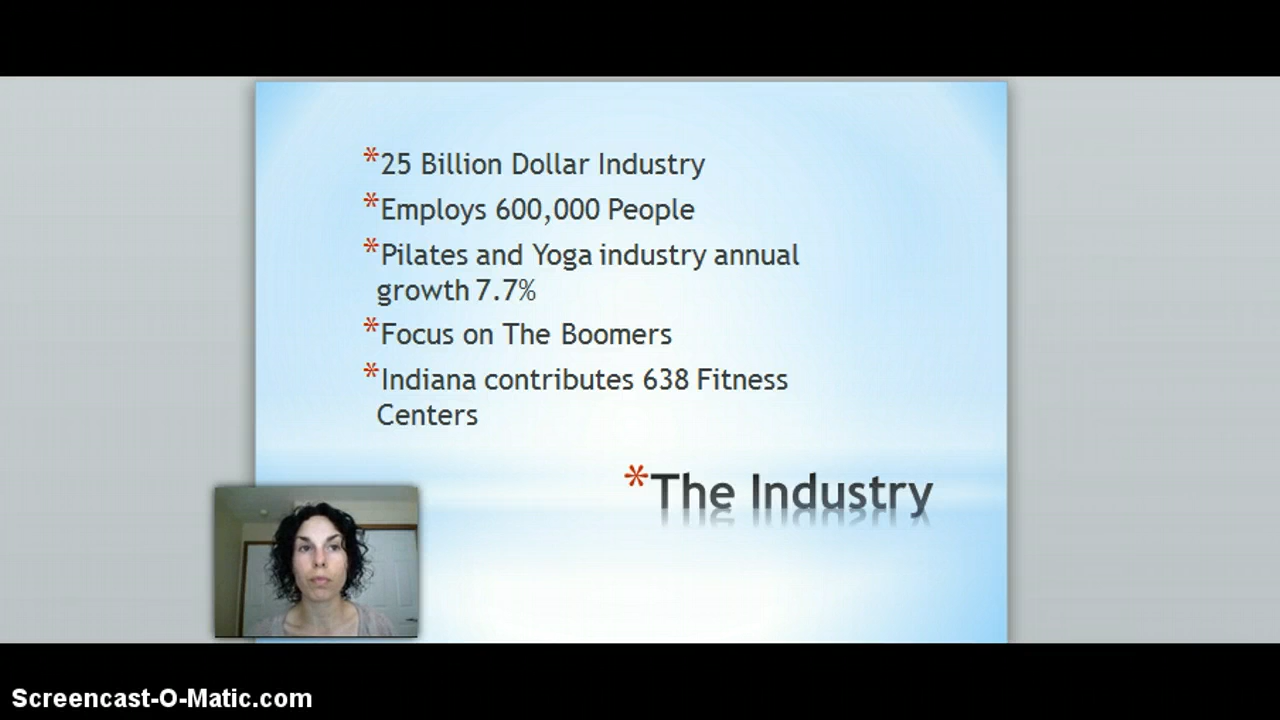 *25 Billion Dollar Industry
*Employs 600,000 People
*Pilates and Yoga industry annual
growth 7.7%
*Focus on The Boomers
*Indiana contributes 638 Fitness
Centers
*The Industry
Screencast-O-Matic.com